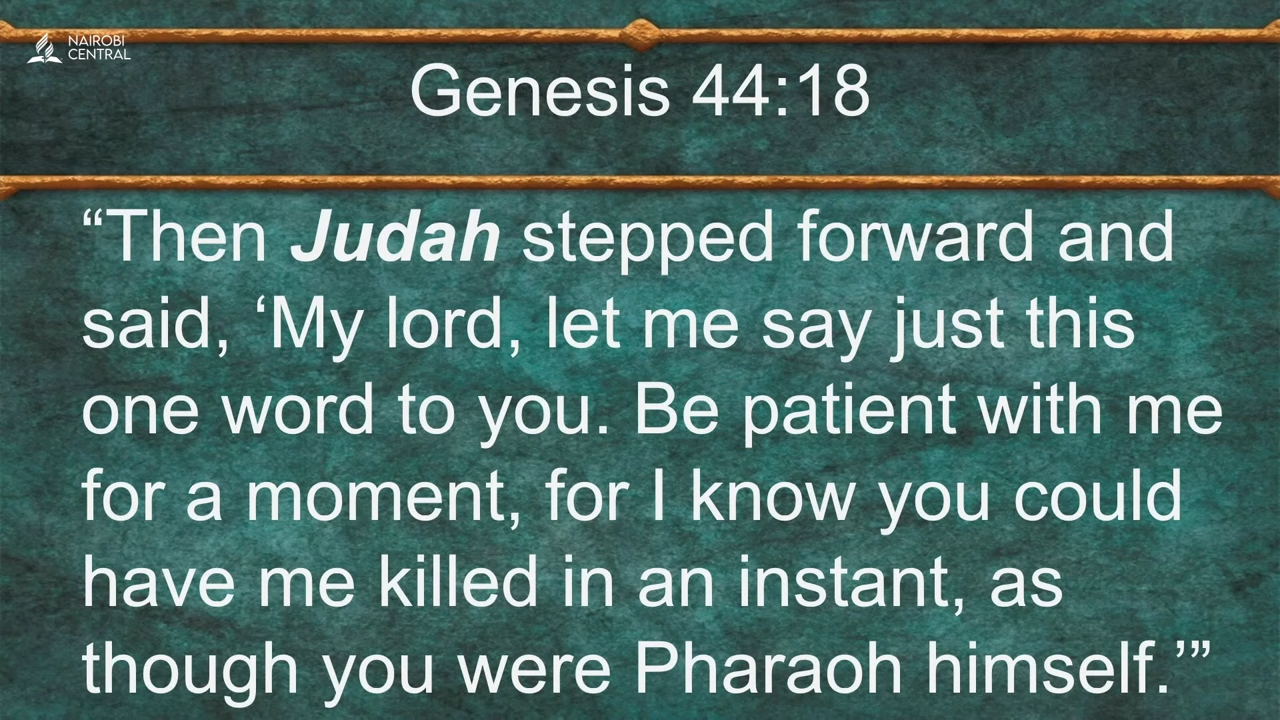 NAIROBI
CENTRAL
Genesis 44:18
“Then Judah stepped forward and
said, ‘My lord, let me say just this
one word to you. Be patient with me
for a moment, for I know you could
have me killed in an instant, as
though you were Pharaoh himself.’”